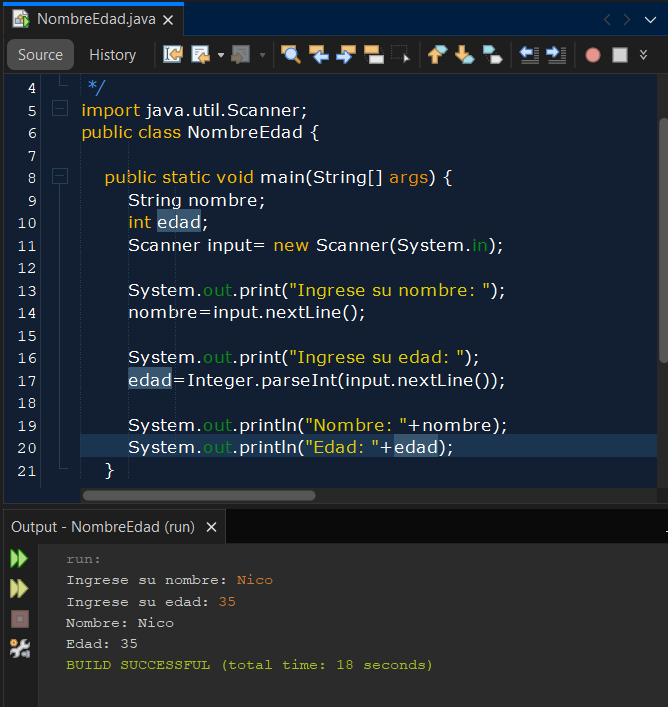 NombreEdad.java
Source History
4 */
5 import java.util.Scanner;
6 public class NombreEdad {
7
8 public static void main(String[] args) {
9 String nombre;
10 int edad;
11 Scanner input= new Scanner(System.in);
12
13 System.out.print("Ingrese su nombre: ");
14 nombre=input.nextLine();
15
16 System.out.print("Ingrese su edad: ");
17 edad=Integer.parseInt(input.nextLine());
18
19 System.out.println("Nombre: "+nombre);
20 System.out.println("Edad: "+edad);
21 }
Output - NombreEdad (run)
run:
Ingrese su nombre: Nico
Ingrese su edad: 35
Nombre: Nico
Edad: 35
BUILD SUCCESSFUL (total time: 18 seconds)